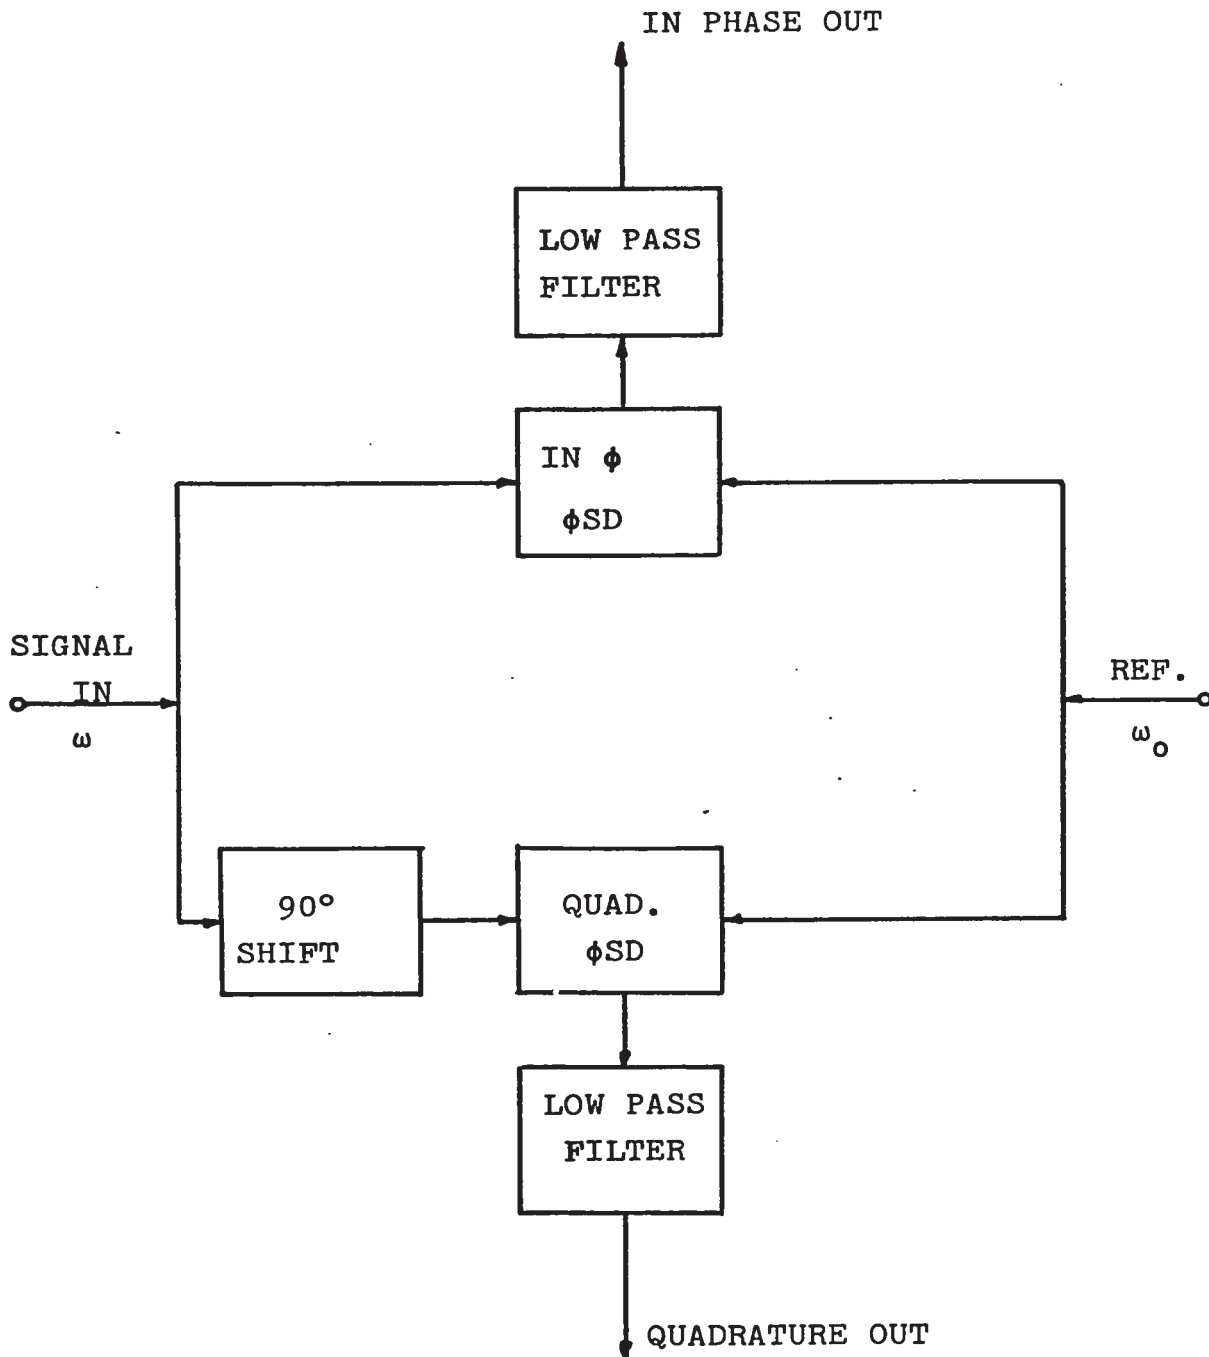 IN PHASE OUT
LOW PASS
FILTER
IN ϕ
ϕSD
SIGNAL
IN
ω
REF.
ω₀
90°
SHIFT
QUAD.
ϕSD
LOW PASS
FILTER
QUADRATURE OUT